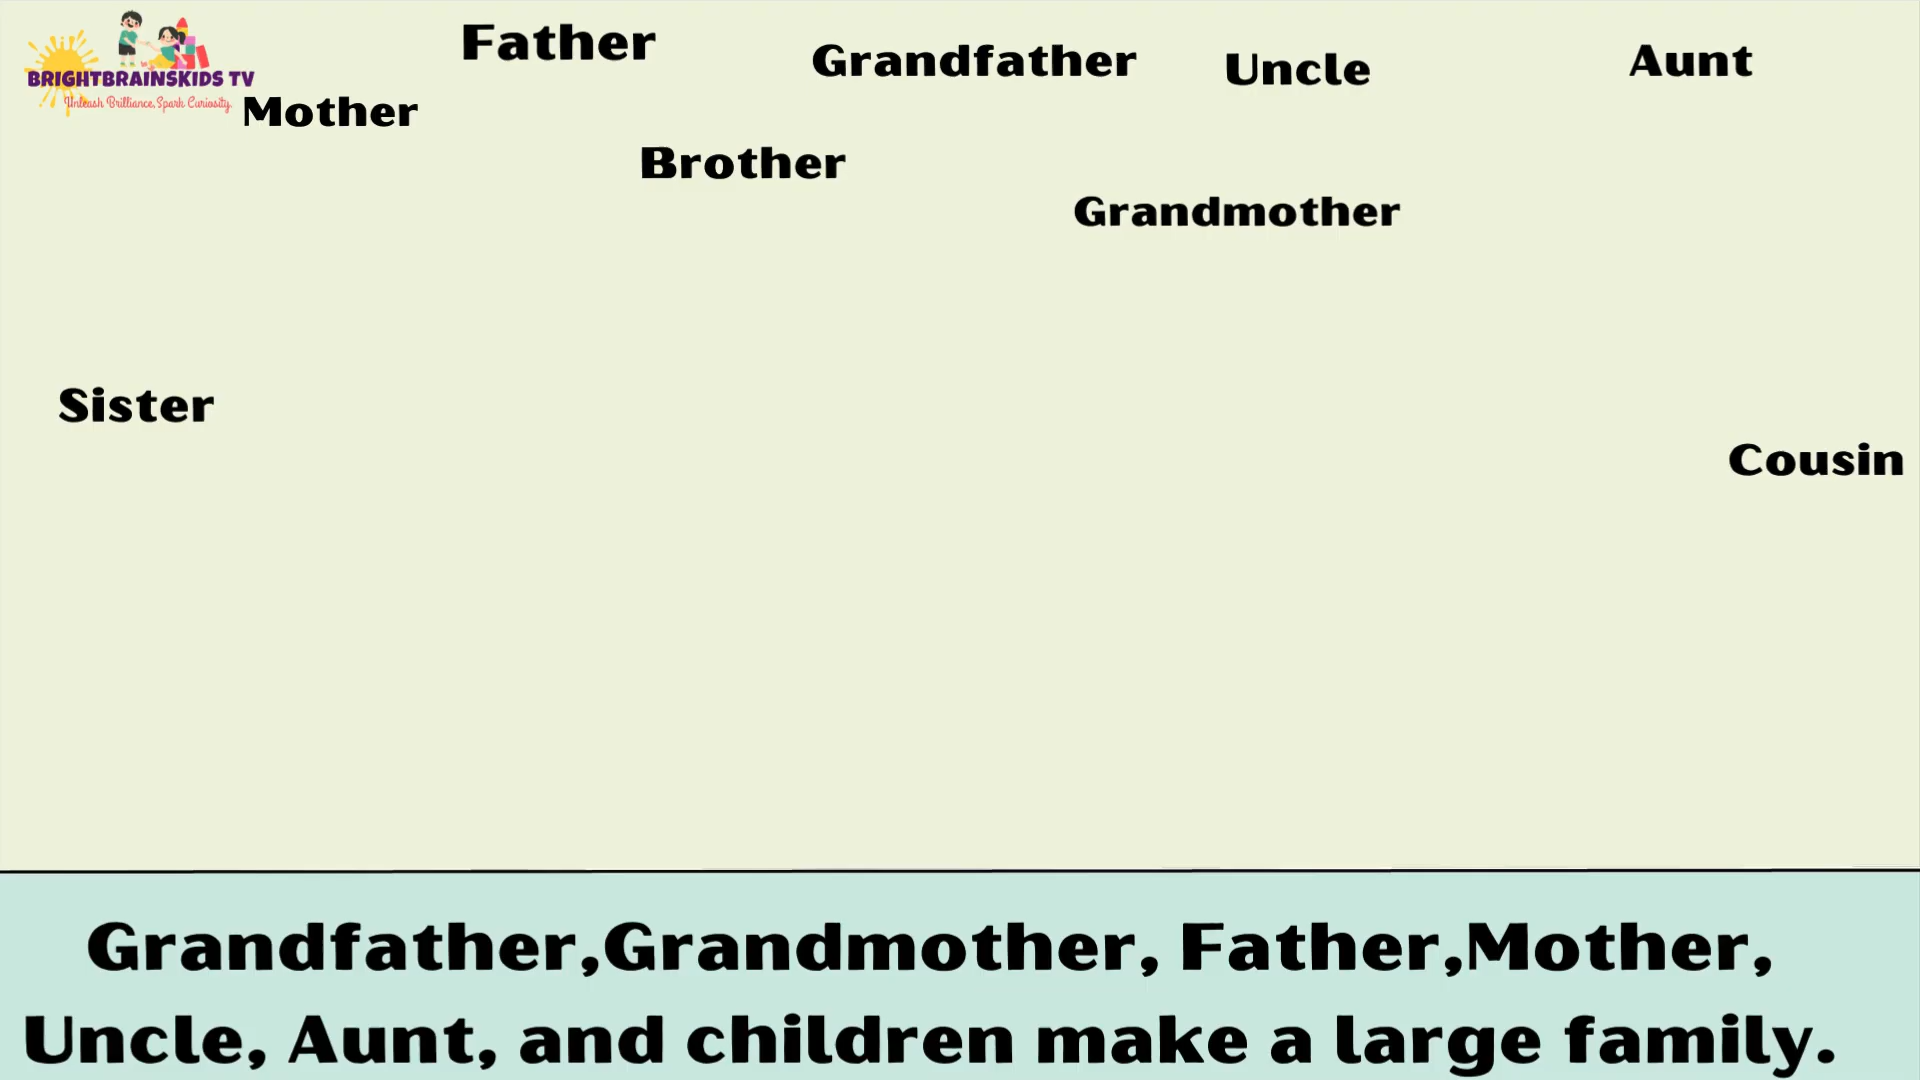 BRIGHTBRAINSKIDS TV
Unleash Brilliance, Spark Curiosity.
Father
Grandfather
Uncle
Aunt
Mother
Brother
Grandmother
Sister
Cousin
Grandfather,Grandmother, Father,Mother,
Uncle, Aunt, and children make a large family.